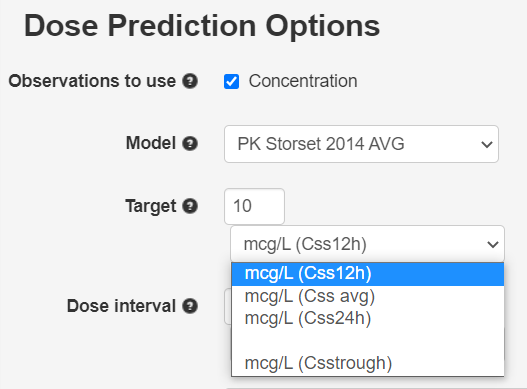 Dose Prediction Options
Observations to use ? Concentration
Model ? PK Storset 2014 AVG
Target ? 10
mcg/L (Css12h)
mcg/L (Css12h)
mcg/L (Css avg)
mcg/L (Css24h)
Dose interval ?
mcg/L (Csstrough)